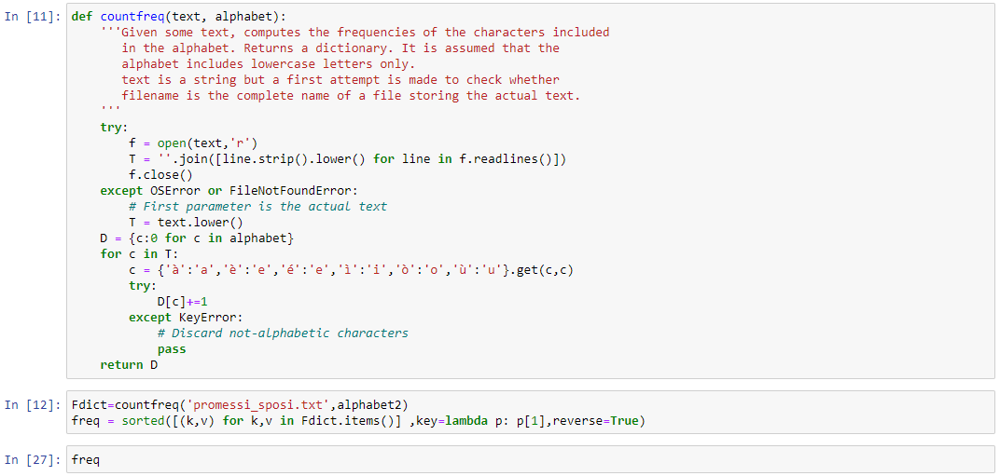 In [11]: def countfreq(text, alphabet):
'''Given some text, computes the frequencies of the characters included
in the alphabet. Returns a dictionary. It is assumed that the
alphabet includes lowercase letters only.
text is a string but a first attempt is made to check whether
filename is the complete name of a file storing the actual text.
'''
try:
f = open(text,'r')
T = ''.join([line.strip().lower() for line in f.readlines()])
f.close()
except OSError or FileNotFoundError:
# First parameter is the actual text
T = text.lower()
D = {c:0 for c in alphabet}
for c in T:
c = {'à':'a','è':'e','é':'e','ì':'i','ò':'o','ù':'u'}.get(c,c)
try:
D[c]+=1
except KeyError:
# Discard not-alphabetic characters
pass
return D
In [12]: Fdict=countfreq('promessi_sposi.txt',alphabet2)
freq = sorted([(k,v) for k,v in Fdict.items()] ,key=lambda p: p[1],reverse=True)
In [27]: freq